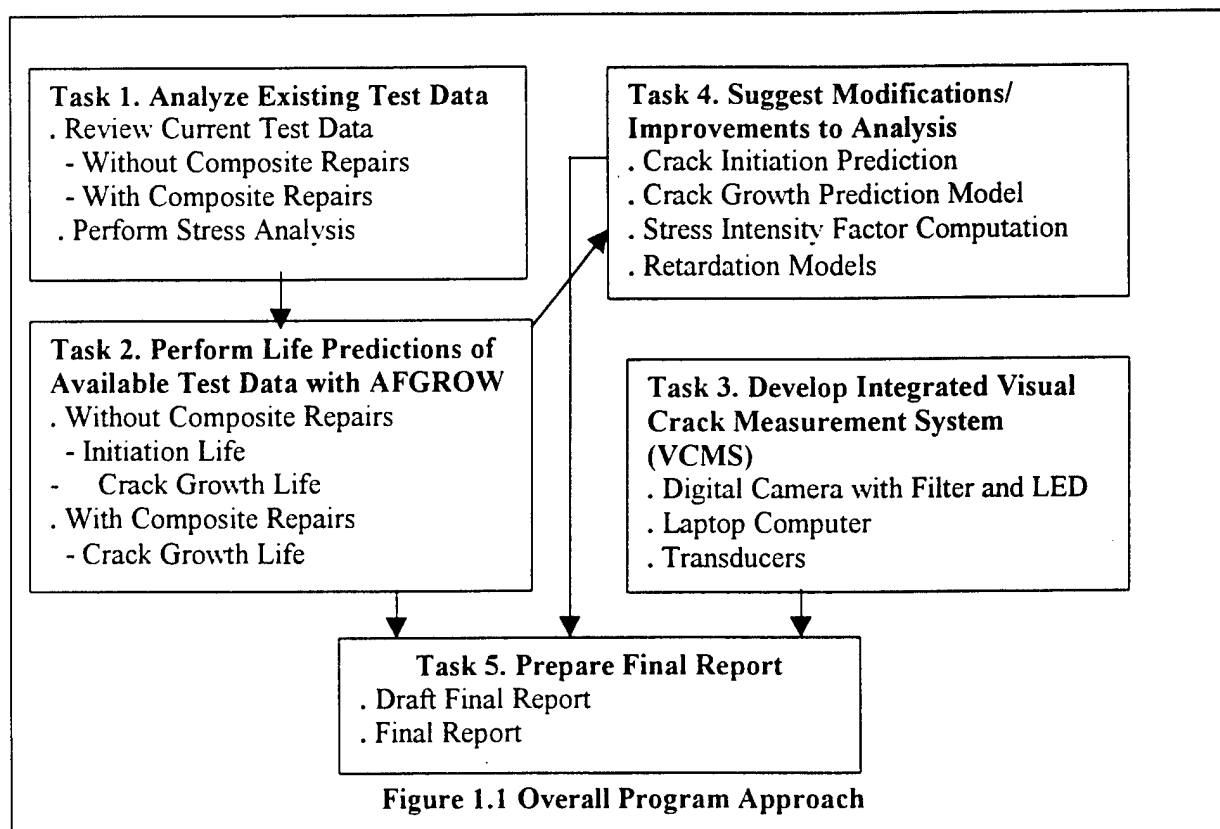 Task 1. Analyze Existing Test Data
. Review Current Test Data
- Without Composite Repairs
- With Composite Repairs
. Perform Stress Analysis
Task 2. Perform Life Predictions of
Available Test Data with AFGROW
. Without Composite Repairs
- Initiation Life
- Crack Growth Life
. With Composite Repairs
- Crack Growth Life
Task 4. Suggest Modifications/
Improvements to Analysis
. Crack Initiation Prediction
. Crack Growth Prediction Model
. Stress Intensity Factor Computation
. Retardation Models
Task 3. Develop Integrated Visual
Crack Measurement System
(VCMS)
. Digital Camera with Filter and LED
. Laptop Computer
. Transducers
Task 5. Prepare Final Report
. Draft Final Report
. Final Report
Figure 1.1 Overall Program Approach